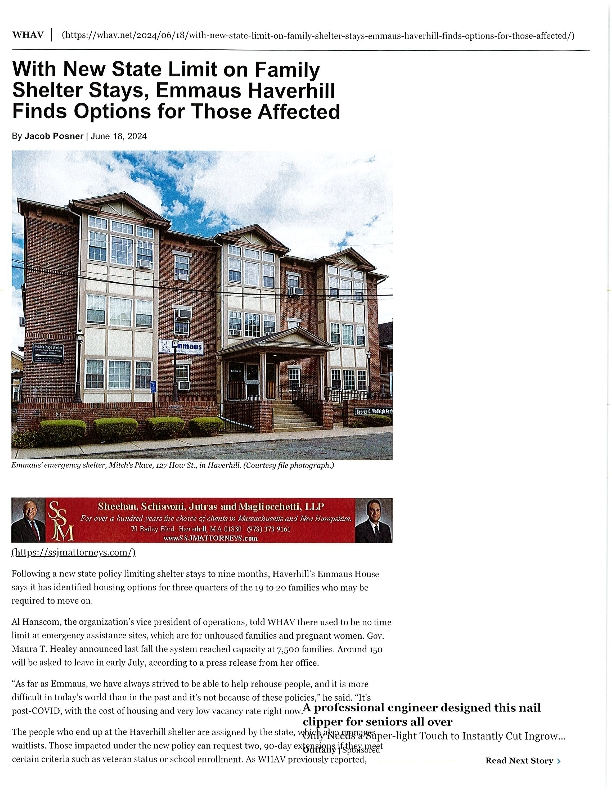 WHAV | (https://whav.net/2024/06/18/with-new-state-limit-on-family-shelter-stays-emmaus-haverhill-finds-options-for-those-affected/)
With New State Limit on Family
Shelter Stays, Emmaus Haverhill
Finds Options for Those Affected
By Jacob Posner | June 18, 2024
Emmaus
Emmaus' emergency shelter, Mitch's Place, 127 How St., in Haverhill. (Courtesy file photograph.)
SSM
Sheehan, Schiavoni, Jutras and Magliocchetti, LLP
For over a hundred years the choice of clients in Massachusetts and New Hampshire.
www.SSJMATTORNEYS.com
(https://ssjmattorneys.com/)
Following a new state policy limiting shelter stays to nine months, Haverhill's Emmaus House
says it has identified housing options for three quarters of the 19 to 20 families who may be
required to move on.
Al Hanscom, the organization's vice president of operations, told WHAV there used to be no time
limit at emergency assistance sites, which are for unhoused families and pregnant women. Gov.
Maura T. Healey announced last fall the system reached capacity at 7,500 families. Around 150
will be asked to leave in early July, according to a press release from her office.
"As far as Emmaus, we have always strived to be able to help rehouse people, and it is more
difficult in today's world than in the past and it's not because of these policies," he said. "It's
post-COVID, with the cost of housing and very low vacancy rate right now.
A professional engineer designed this nail
clipper for seniors all over
The people who end up at the Haverhill shelter are assigned by the state,
Super-light Touch to Instantly Cut Ingrow...
waitlists. Those impacted under the new policy can request two, 90-day extensions if they meet
certain criteria such as veteran status or school enrollment. As WHAV previously reported,
Read Next Story >